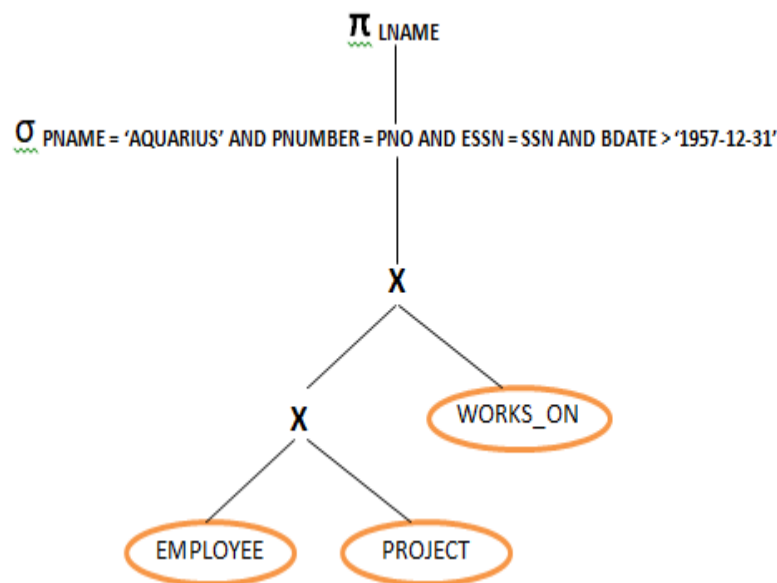 π LNAME
σ PNAME = ‘AQUARIUS’ AND PNUMBER = PNO AND ESSN = SSN AND BDATE > ‘1957-12-31’
X
X
WORKS_ON
EMPLOYEE
PROJECT